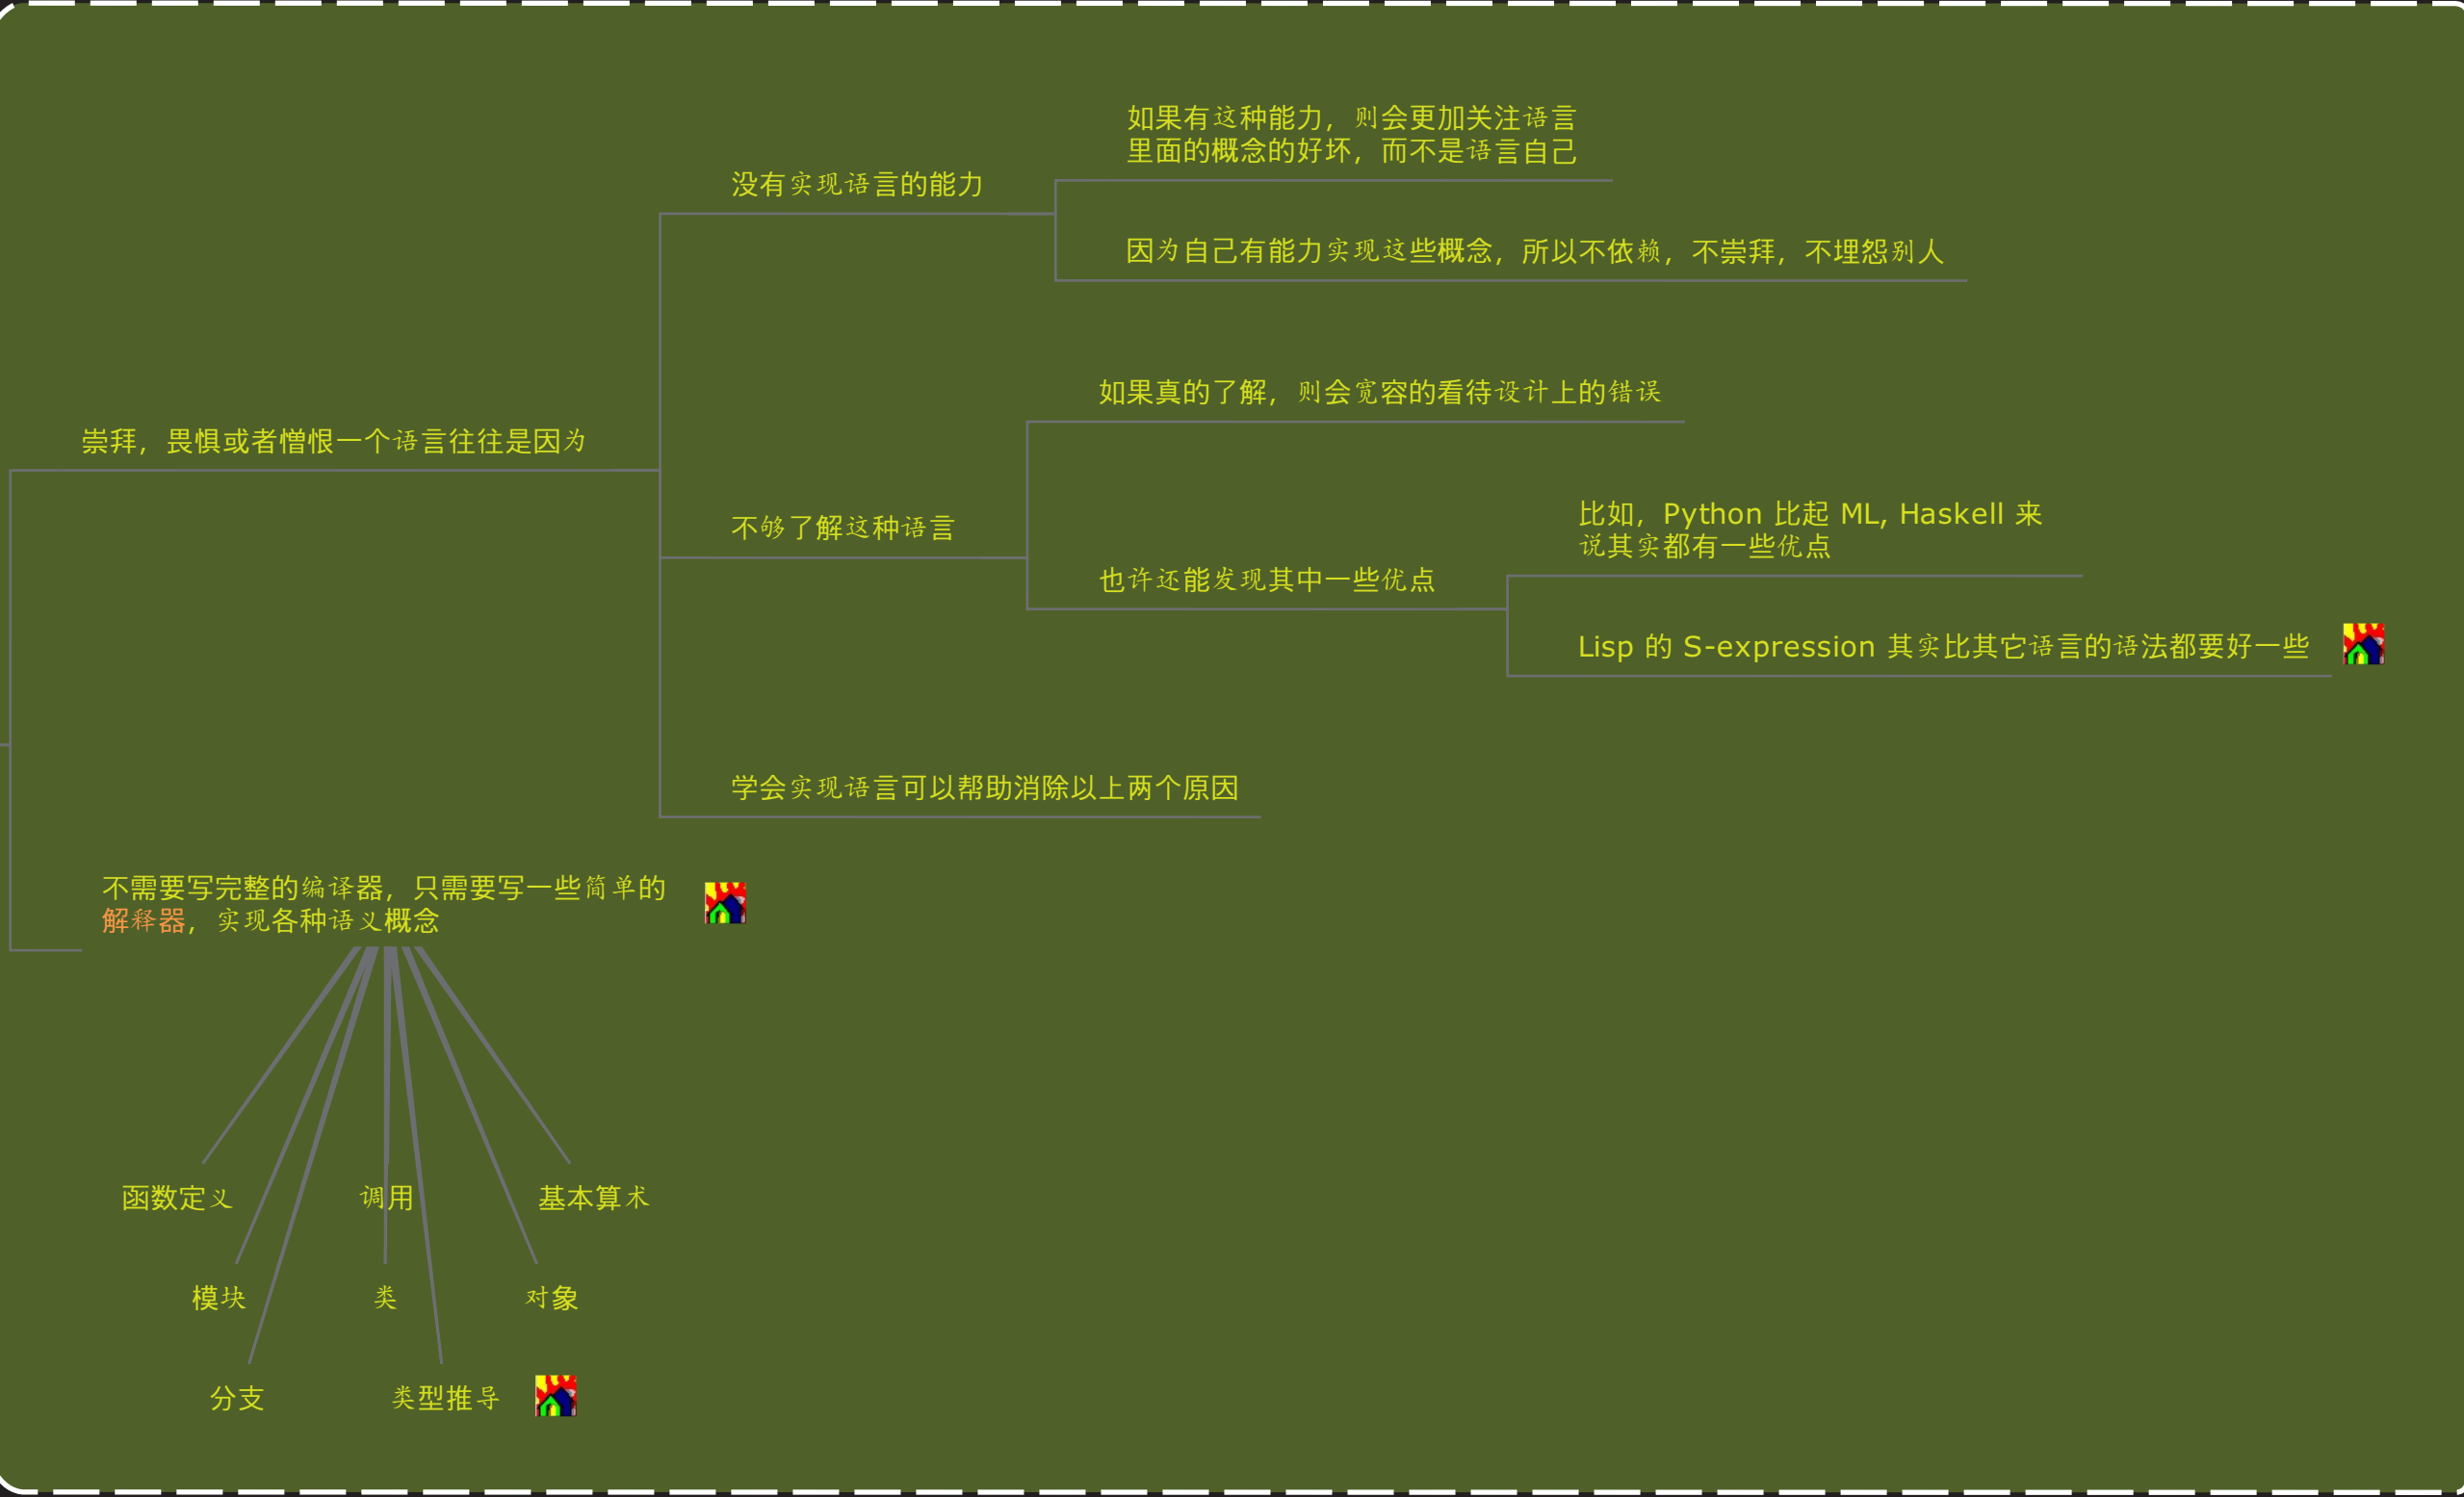 如果有这种能力，则会更加关注语言
里面的概念的好坏，而不是语言自己
没有实现语言的能力
因为自己有能力实现这些概念，所以不依赖，不崇拜，不埋怨别人
如果真的了解，则会宽容的看待设计上的错误
崇拜，畏惧或者憎恨一个语言往往是因为
不够了解这种语言
比如，Python 比起 ML, Haskell 来
说其实都有一些优点
也许还能发现其中一些优点
Lisp 的 S-expression 其实比其它语言的语法都要好一些
学会实现语言可以帮助消除以上两个原因
不需要写完整的编译器，只需要写一些简单的
解释器，实现各种语义概念
函数定义
调用
基本算术
模块
类
对象
分支
类型推导